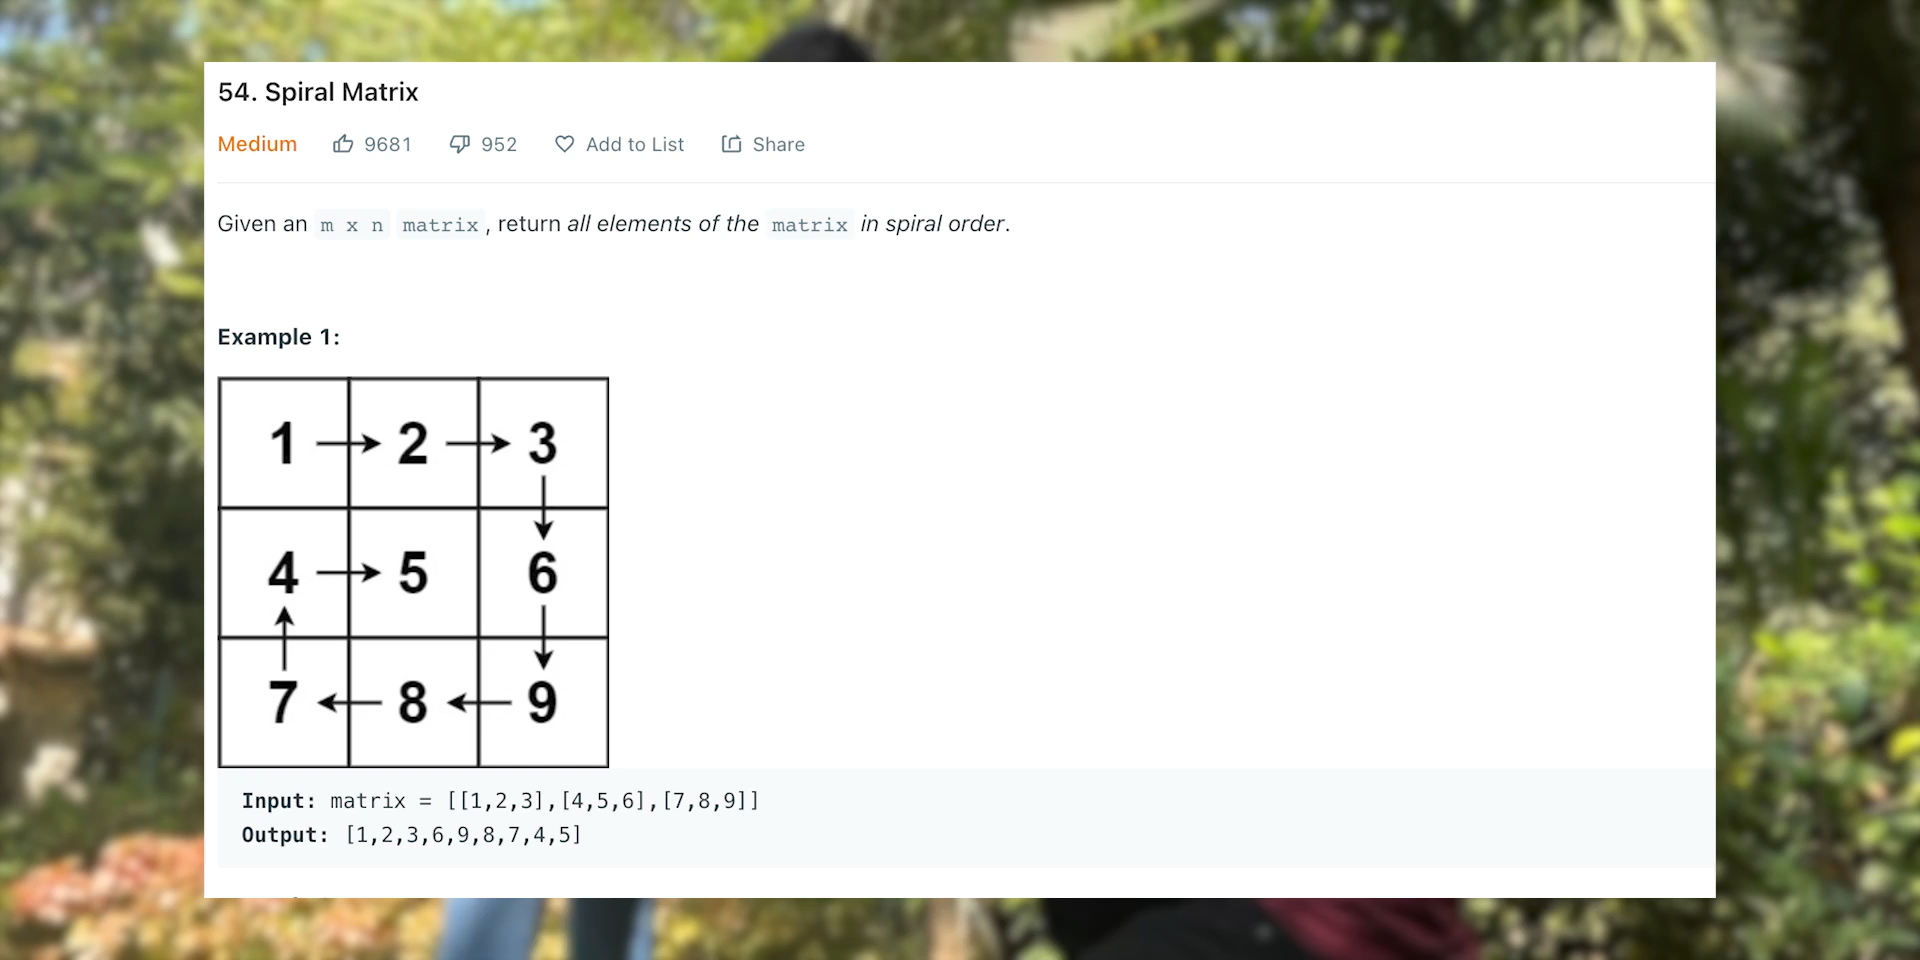 54. Spiral Matrix
Medium 9681 952 Add to List Share
Given an m x n matrix, return all elements of the matrix in spiral order.
Example 1:
1 2 3
4 5 6
7 8 9
Input: matrix = [[1,2,3],[4,5,6],[7,8,9]]
Output: [1,2,3,6,9,8,7,4,5]